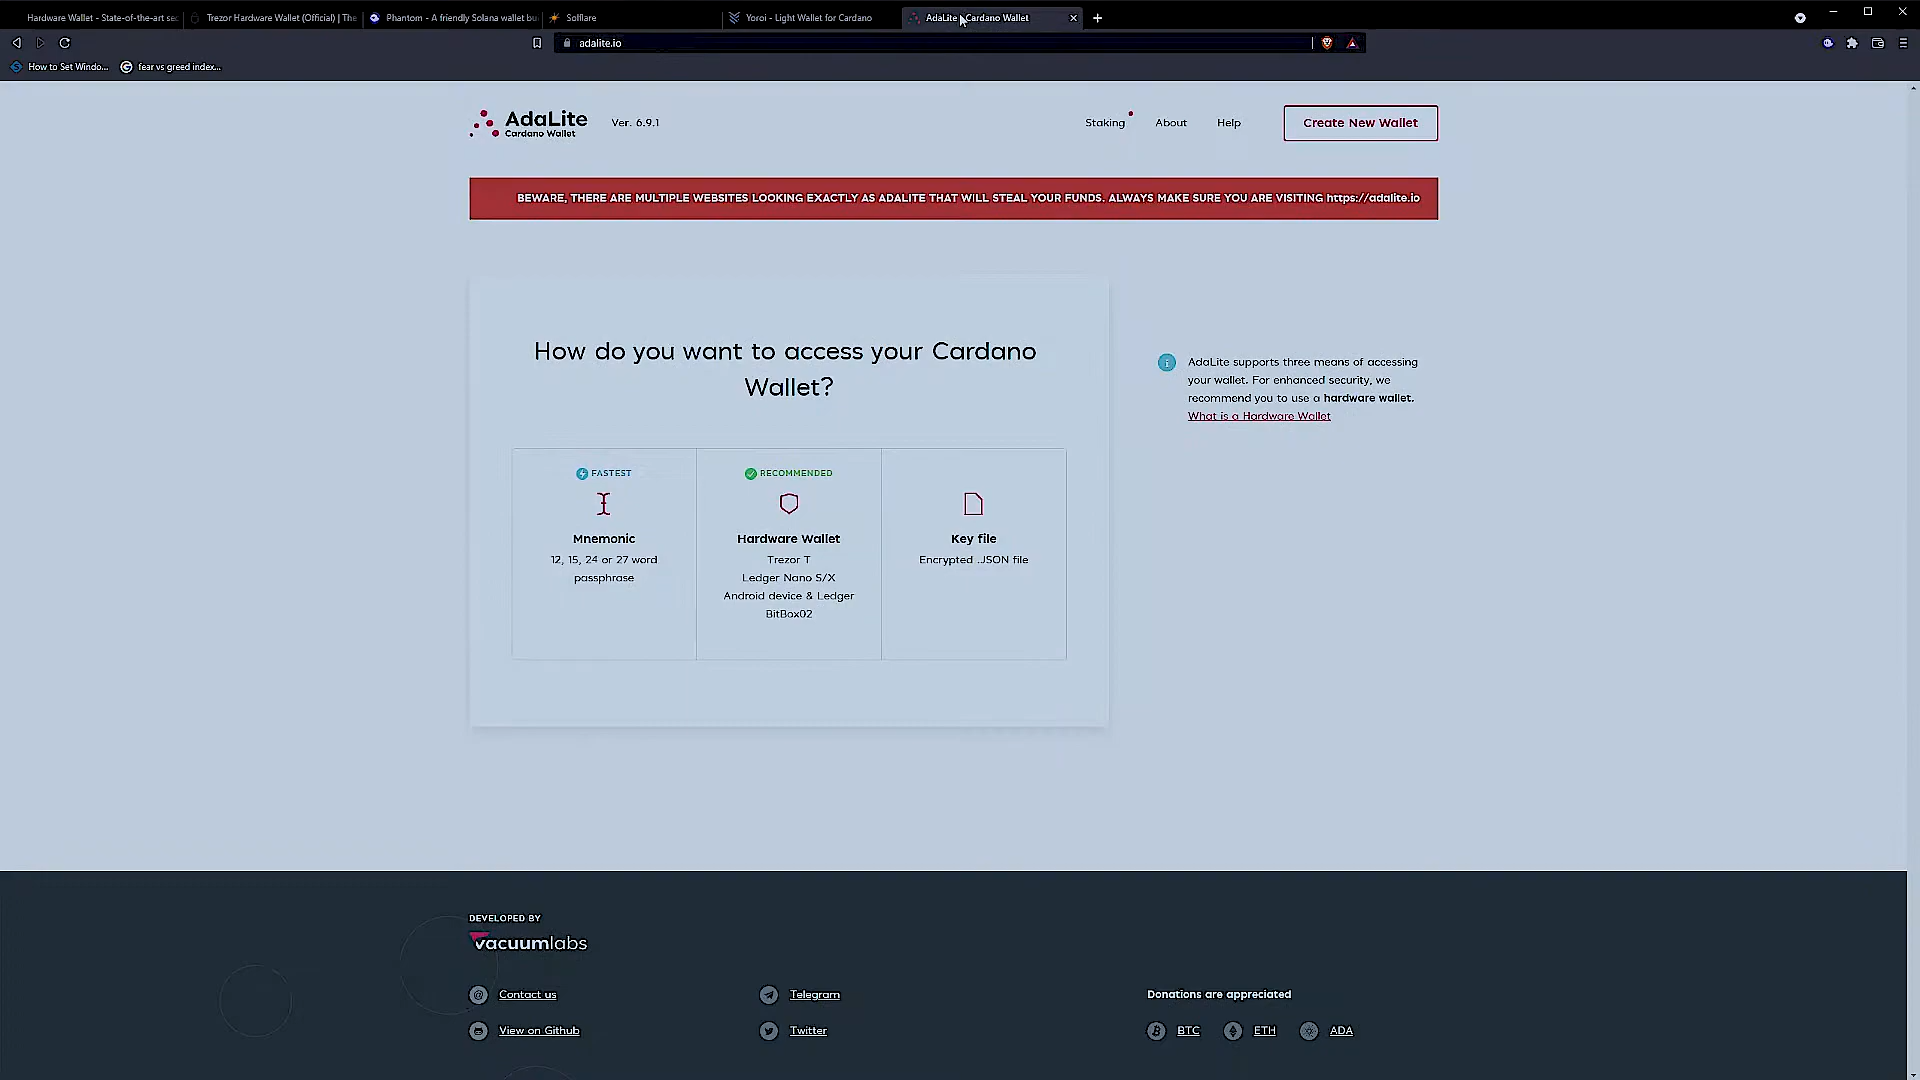 Hardware Wallet - State-of-the-art sec
Trezor Hardware Wallet (Official) | The
Phantom - A friendly Solana wallet bu
Solflare
Yoroi - Light Wallet for Cardano
AdaLite - Cardano Wallet
adalite.io
How to Set Windo...
fear vs greed index...
AdaLite
Cardano Wallet
Ver. 6.9.1
Staking
About
Help
Create New Wallet
BEWARE, THERE ARE MULTIPLE WEBSITES LOOKING EXACTLY AS ADALITE THAT WILL STEAL YOUR FUNDS. ALWAYS MAKE SURE YOU ARE VISITING https://adalite.io
How do you want to access your Cardano
Wallet?
FASTEST
Mnemonic
12, 15, 24 or 27 word
passphrase
RECOMMENDED
Hardware Wallet
Trezor T
Ledger Nano S/X
Android device & Ledger
BitBox02
Key file
Encrypted .JSON file
AdaLite supports three means of accessing
your wallet. For enhanced security, we
recommend you to use a hardware wallet.
What is a Hardware Wallet
DEVELOPED BY
vacuumlabs
Contact us
View on Github
Telegram
Twitter
Donations are appreciated
BTC
ETH
ADA